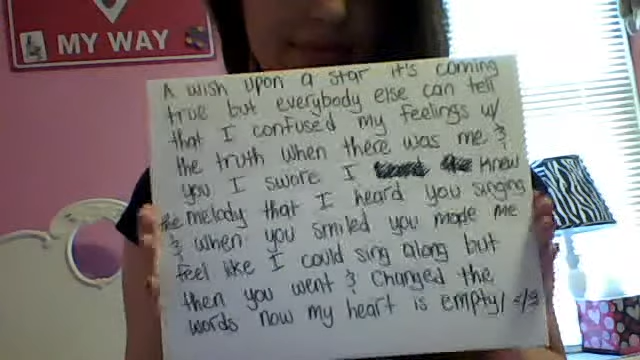 MY WAY
A wish upon a star it's coming
true but everybody else can tell
that I confused my feelings w/
the truth when there was me &
you I swore I knew
the melody that I heard you singing
& when you smiled you made me
feel like I could sing along but
then you went & changed the
words now my heart is empty/